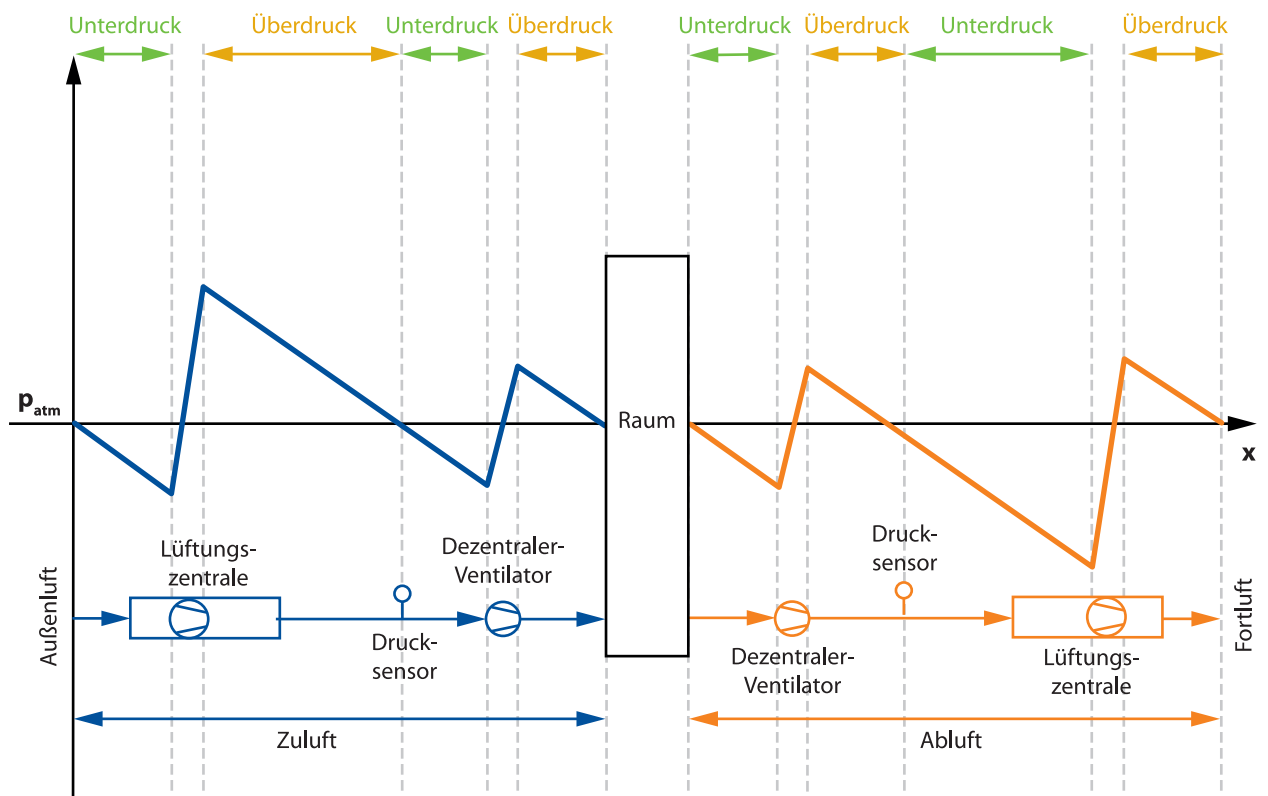 Unterdruck
Überdruck
Unterdruck
Überdruck
Unterdruck
Überdruck
Unterdruck
Überdruck
p atm
Raum
x
Außenluft
Lüftungs-
zentrale
Druck-
sensor
Dezentraler-
Ventilator
Dezentraler-
Ventilator
Druck-
sensor
Lüftungs-
zentrale
Fortluft
Zuluft
Abluft